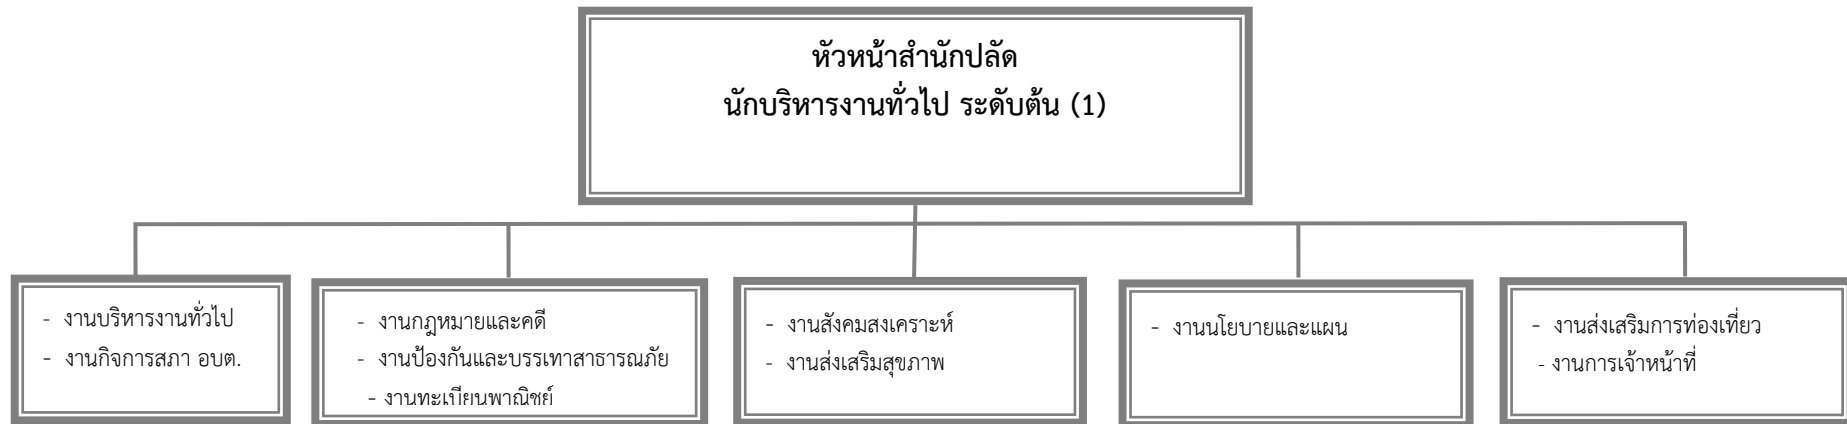 หัวหน้าสำนักปลัด
นักบริหารงานทั่วไป ระดับต้น (1)
- งานบริหารงานทั่วไป
- งานกิจการสภา อบต.
- งานกฎหมายและคดี
- งานป้องกันและบรรเทาสาธารณภัย
- งานทะเบียนพาณิชย์
- งานสังคมสงเคราะห์
- งานส่งเสริมสุขภาพ
- งานนโยบายและแผน
- งานส่งเสริมการท่องเที่ยว
- งานการเจ้าหน้าที่